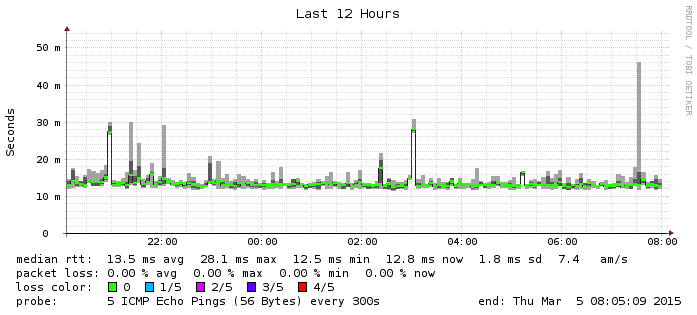 Last 12 Hours
RRDTOOL / TOBI OETIKER
Seconds
50 m
40 m
30 m
20 m
10 m
0
22:00 00:00 02:00 04:00 06:00 08:00
median rtt: 13.5 ms avg 28.1 ms max 12.5 ms min 12.8 ms now 1.8 ms sd 7.4 am/s
packet loss: 0.00 % avg 0.00 % max 0.00 % min 0.00 % now
loss color: 0 1/5 2/5 3/5 4/5
probe: 5 ICMP Echo Pings (56 Bytes) every 300s end: Thu Mar 5 08:05:09 2015